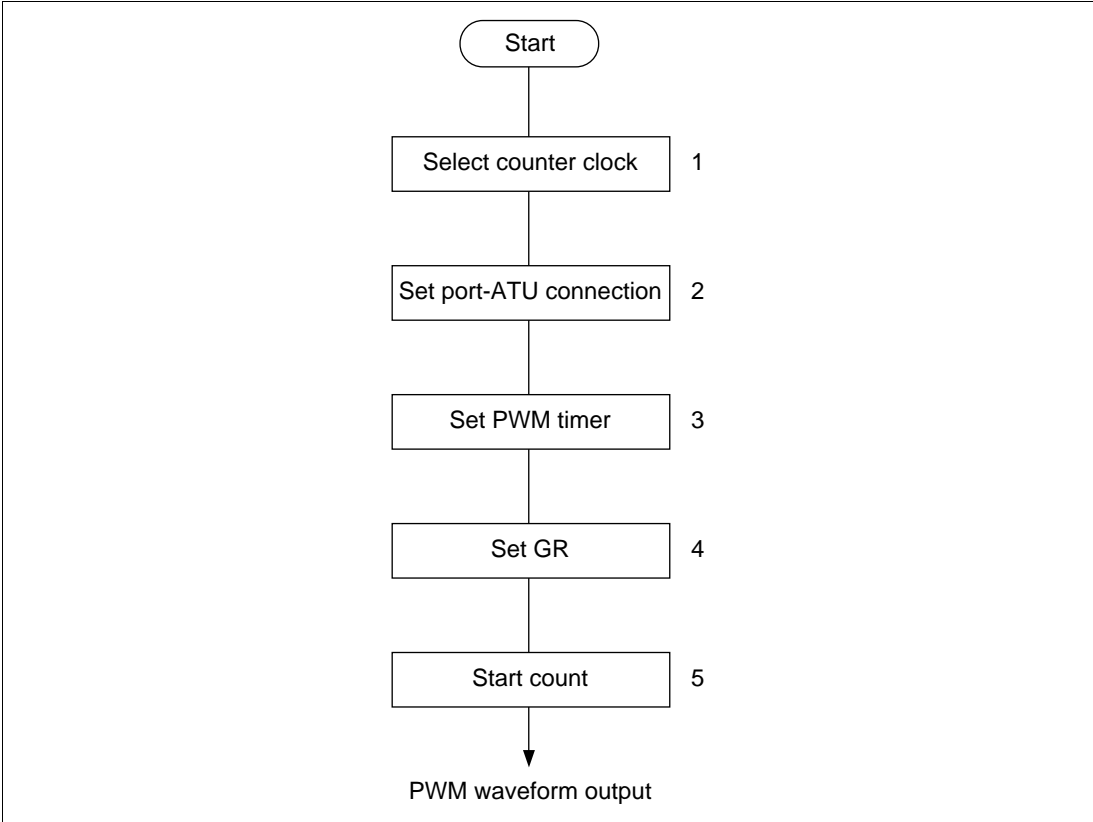 Start
Select counter clock 1
Set port-ATU connection 2
Set PWM timer 3
Set GR 4
Start count 5
PWM waveform output